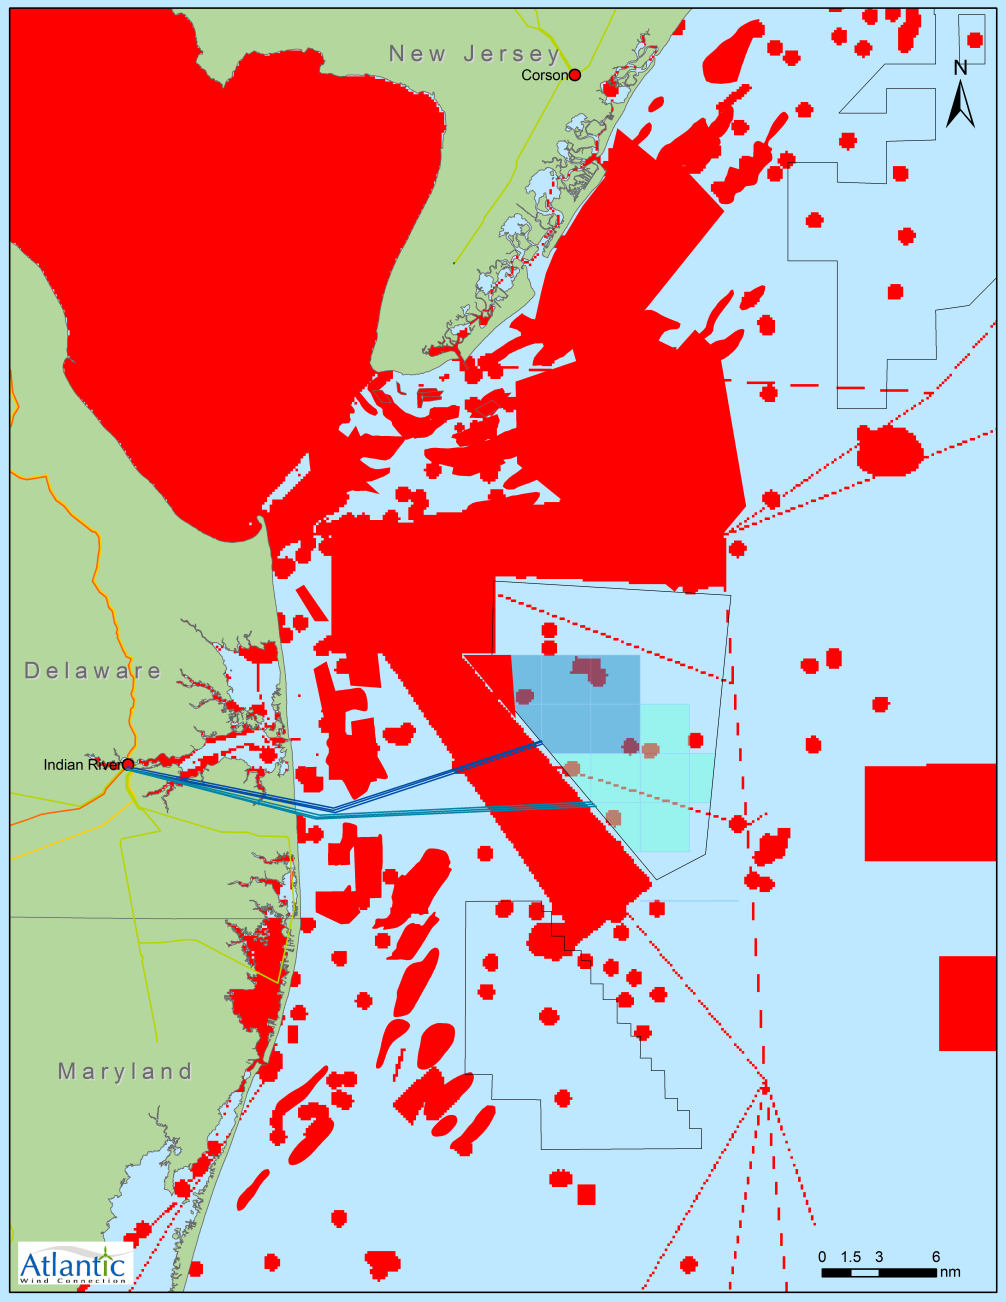 New Jersey
Corson
N
Delaware
Indian River
Maryland
Atlantic
Wind Connection
0 1.5 3 6
nm